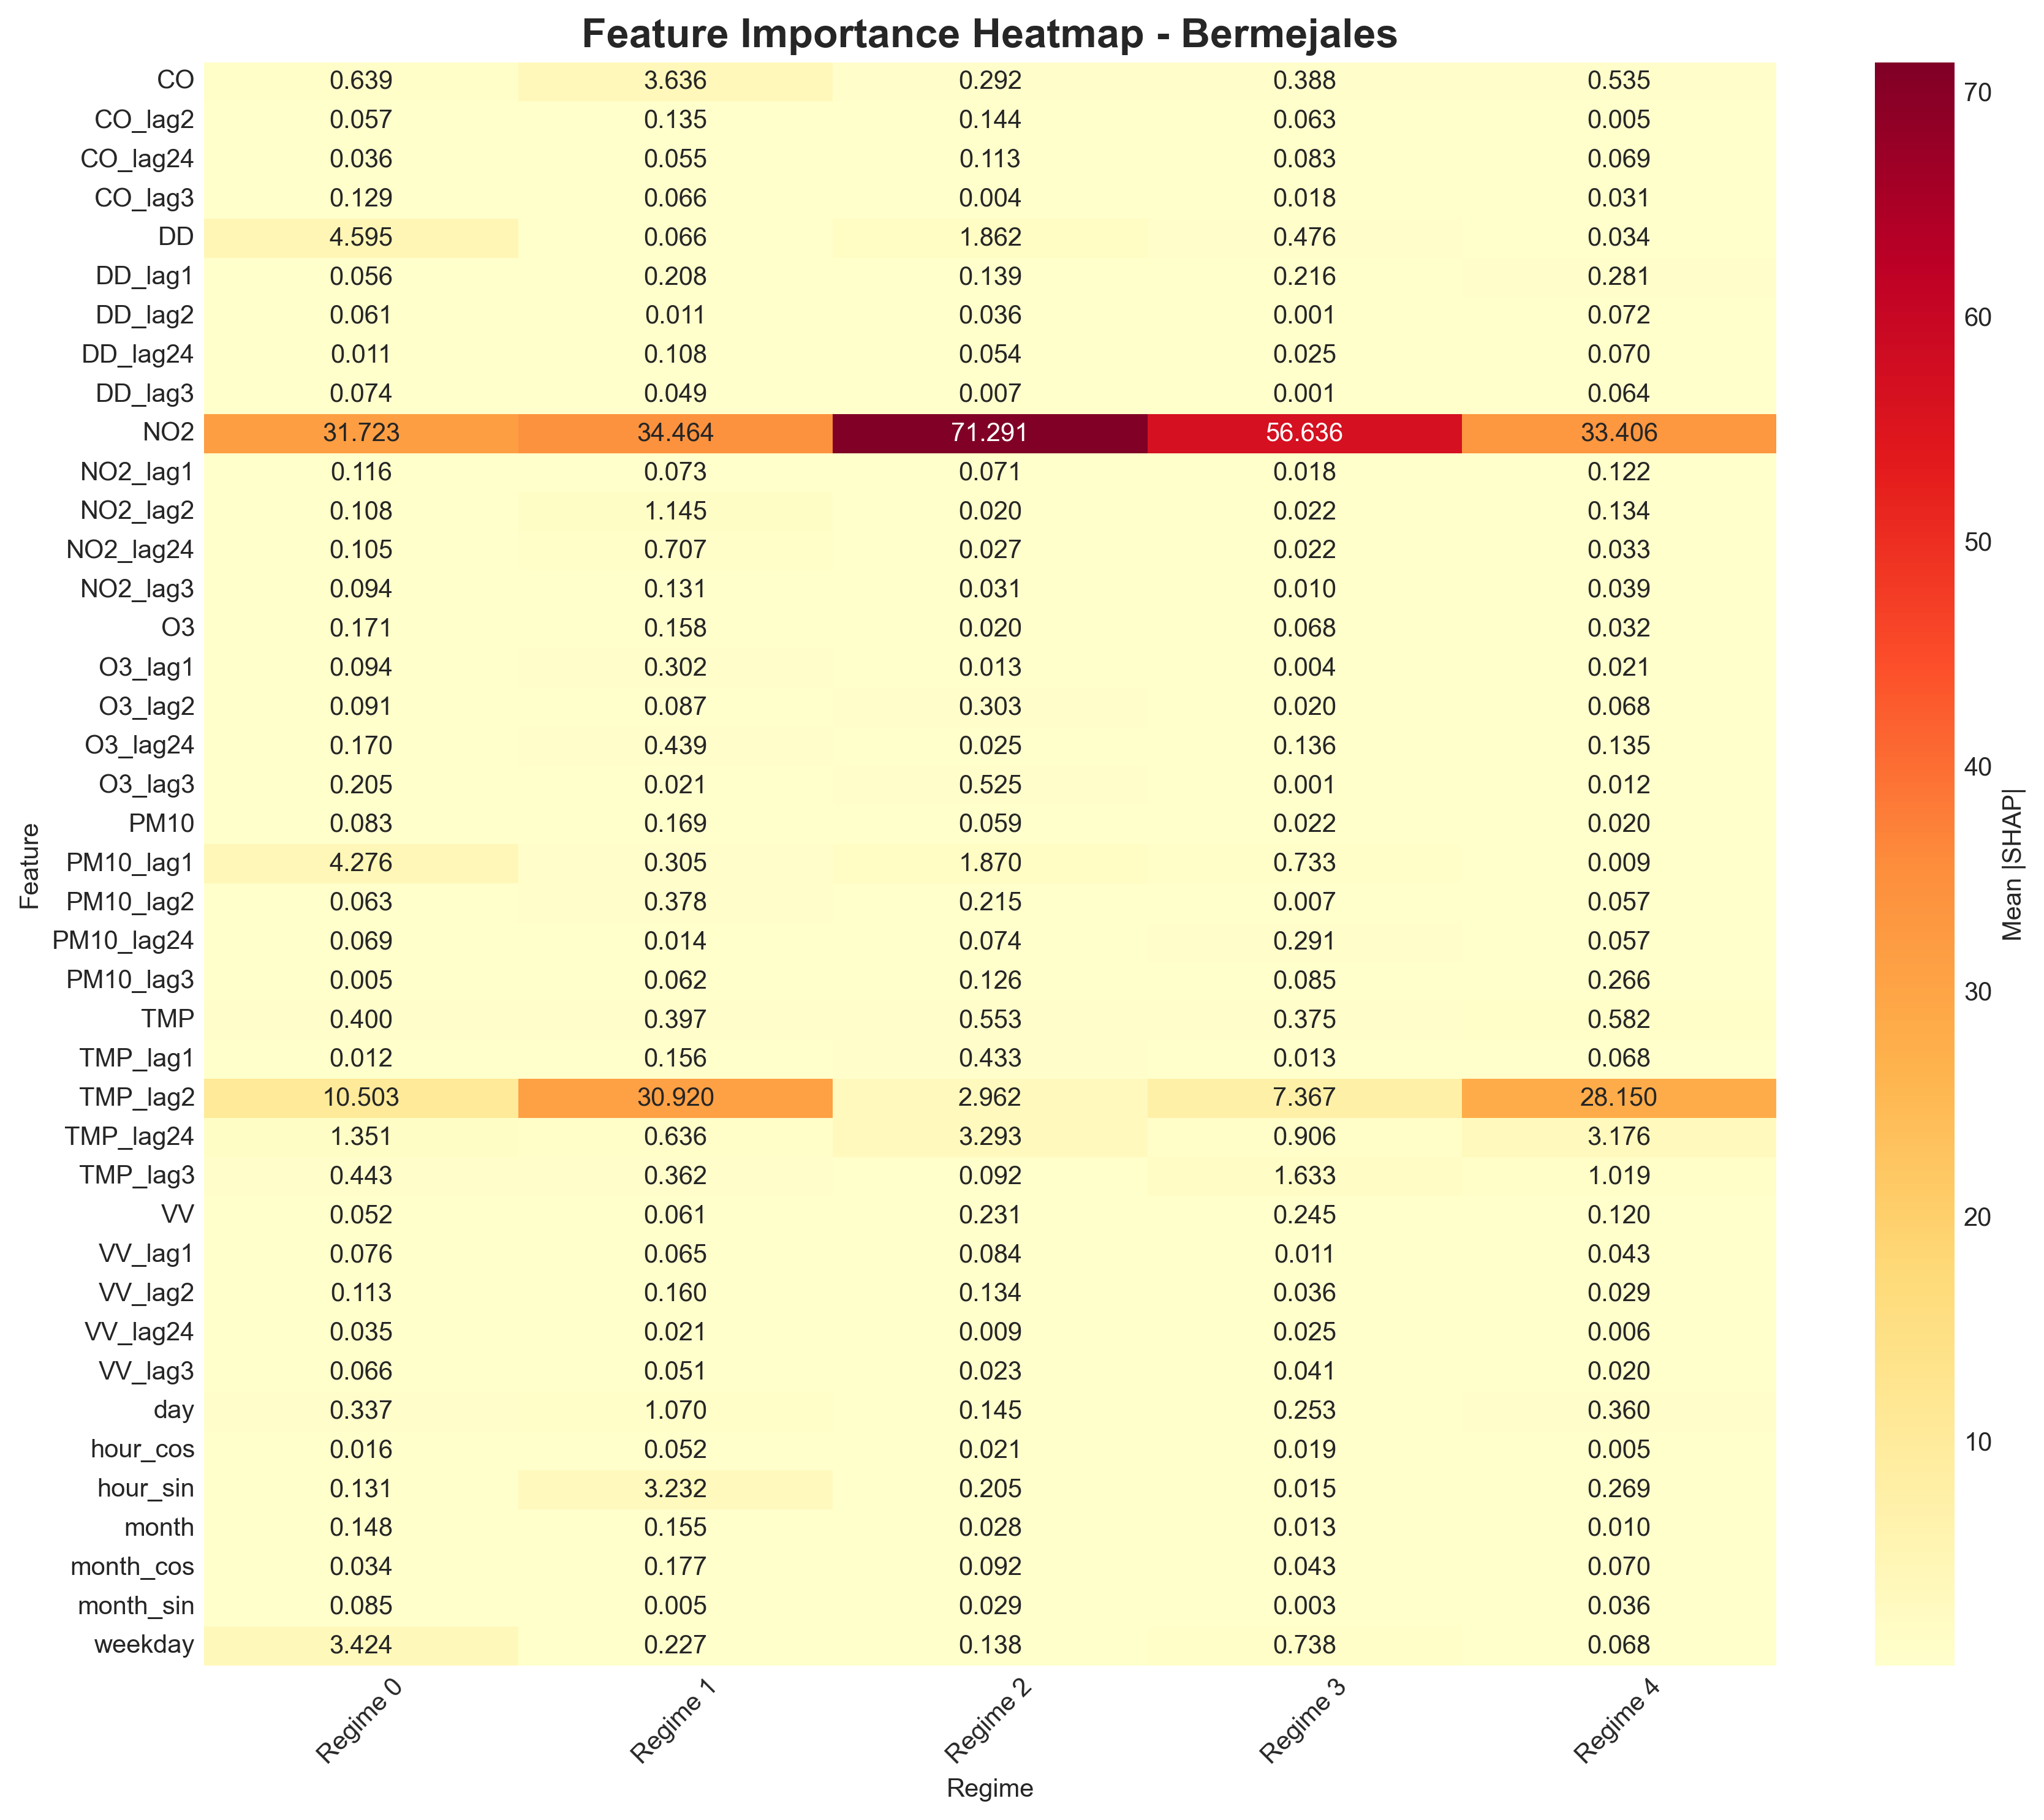 Feature Importance Heatmap - Bermejales
CO 0.639 3.636 0.292 0.388 0.535
CO_lag2 0.057 0.135 0.144 0.063 0.005
CO_lag24 0.036 0.055 0.113 0.083 0.069
CO_lag3 0.129 0.066 0.004 0.018 0.031
DD 4.595 0.066 1.862 0.476 0.034
DD_lag1 0.056 0.208 0.139 0.216 0.281
DD_lag2 0.061 0.011 0.036 0.001 0.072
DD_lag24 0.011 0.108 0.054 0.025 0.070
DD_lag3 0.074 0.049 0.007 0.001 0.064
NO2 31.723 34.464 71.291 56.636 33.406
NO2_lag1 0.116 0.073 0.071 0.018 0.122
NO2_lag2 0.108 1.145 0.020 0.022 0.134
NO2_lag24 0.105 0.707 0.027 0.022 0.033
NO2_lag3 0.094 0.131 0.031 0.010 0.039
O3 0.171 0.158 0.020 0.068 0.032
O3_lag1 0.094 0.302 0.013 0.004 0.021
O3_lag2 0.091 0.087 0.303 0.020 0.068
O3_lag24 0.170 0.439 0.025 0.136 0.135
O3_lag3 0.205 0.021 0.525 0.001 0.012
PM10 0.083 0.169 0.059 0.022 0.020
PM10_lag1 4.276 0.305 1.870 0.733 0.009
PM10_lag2 0.063 0.378 0.215 0.007 0.057
PM10_lag24 0.069 0.014 0.074 0.291 0.057
PM10_lag3 0.005 0.062 0.126 0.085 0.266
TMP 0.400 0.397 0.553 0.375 0.582
TMP_lag1 0.012 0.156 0.433 0.013 0.068
TMP_lag2 10.503 30.920 2.962 7.367 28.150
TMP_lag24 1.351 0.636 3.293 0.906 3.176
TMP_lag3 0.443 0.362 0.092 1.633 1.019
VV 0.052 0.061 0.231 0.245 0.120
VV_lag1 0.076 0.065 0.084 0.011 0.043
VV_lag2 0.113 0.160 0.134 0.036 0.029
VV_lag24 0.035 0.021 0.009 0.025 0.006
VV_lag3 0.066 0.051 0.023 0.041 0.020
day 0.337 1.070 0.145 0.253 0.360
hour_cos 0.016 0.052 0.021 0.019 0.005
hour_sin 0.131 3.232 0.205 0.015 0.269
month 0.148 0.155 0.028 0.013 0.010
month_cos 0.034 0.177 0.092 0.043 0.070
month_sin 0.085 0.005 0.029 0.003 0.036
weekday 3.424 0.227 0.138 0.738 0.068
Regime 0 Regime 1 Regime 2 Regime 3 Regime 4
Regime
Feature
70
60
50
40
30
20
10
Mean |SHAP|